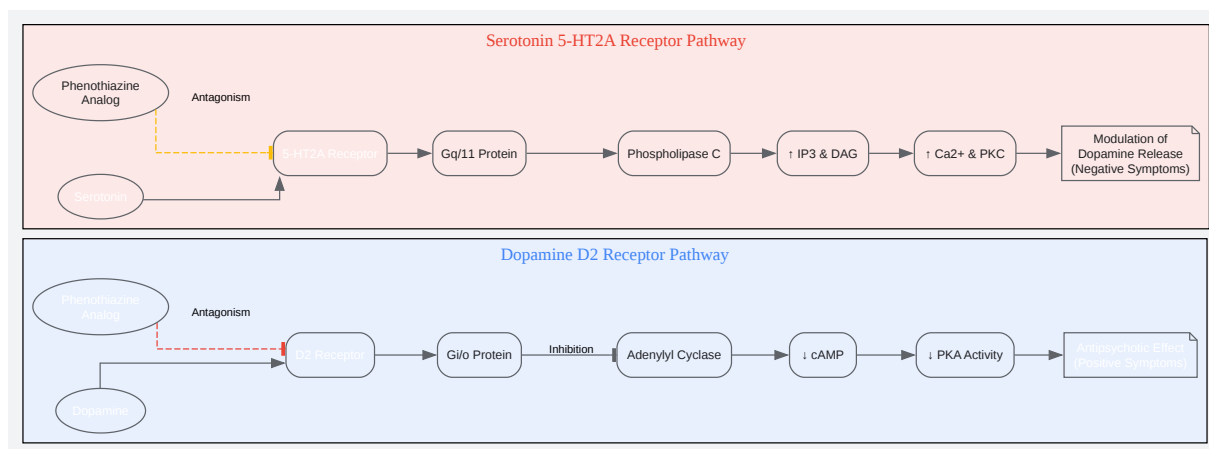 Serotonin 5-HT2A Receptor Pathway
Phenothiazine
Analog
Antagonism
5-HT2A Receptor
Gq/11 Protein
Phospholipase C
↑ IP3 & DAG
↑ Ca2+ & PKC
Modulation of
Dopamine Release
(Negative Symptoms)
Serotonin
Dopamine D2 Receptor Pathway
Phenothiazine
Analog
Antagonism
D2 Receptor
Gi/o Protein
Inhibition
Adenylyl Cyclase
↓ cAMP
↓ PKA Activity
Antipsychotic Effect
(Positive Symptoms)
Dopamine